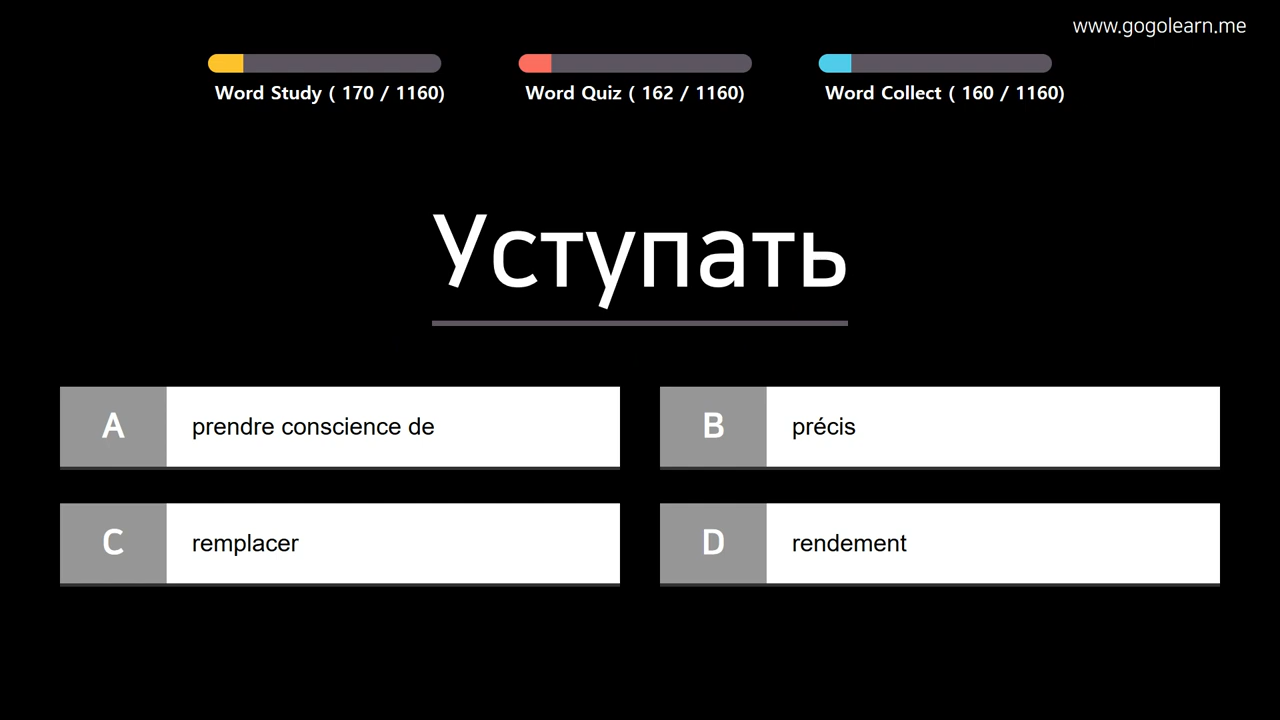 www.gogolearn.me
Word Study ( 170 / 1160)
Word Quiz ( 162 / 1160)
Word Collect ( 160 / 1160)
Уступать
A prendre conscience de
B précis
C remplacer
D rendement